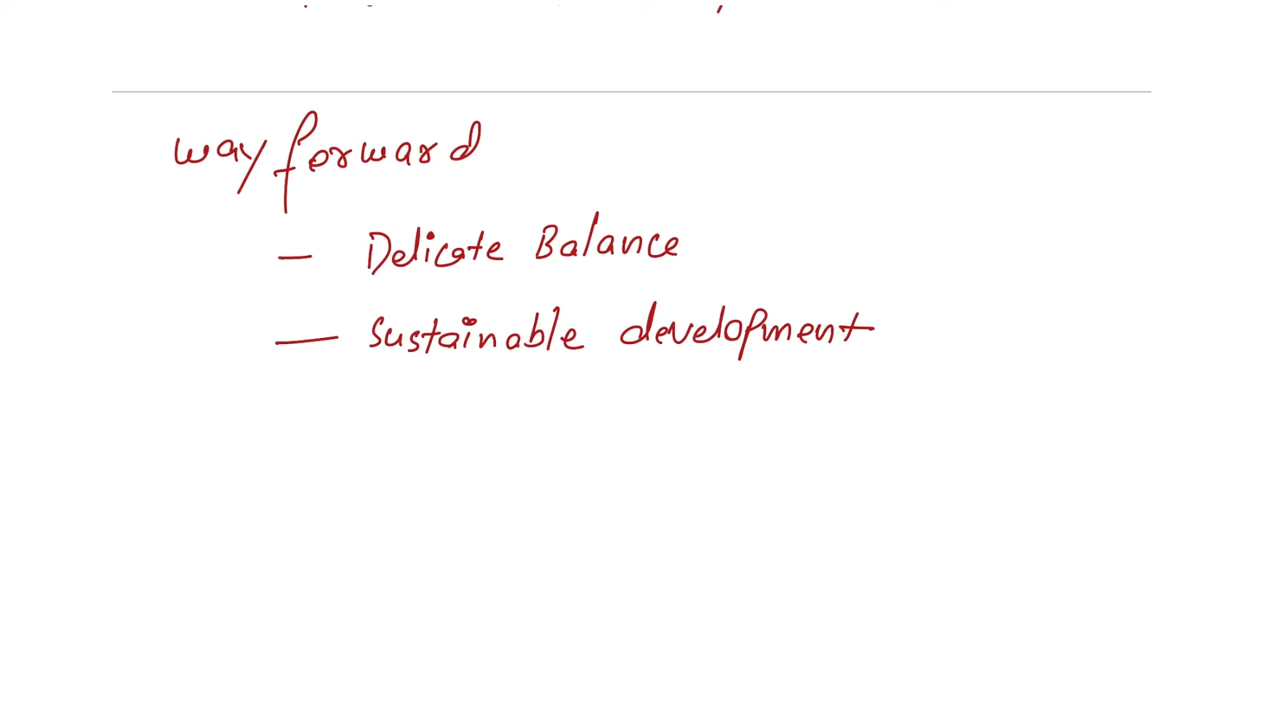 way forward
— Delicate Balance
— Sustainable development